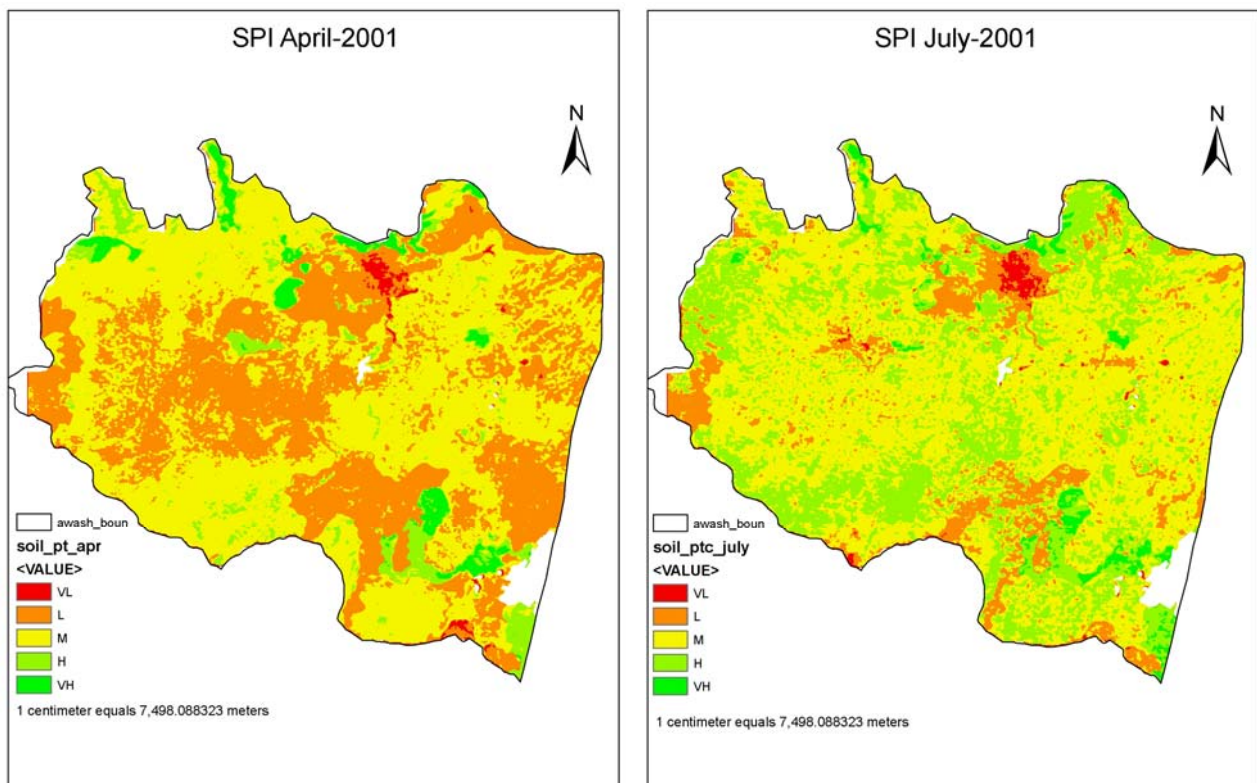 SPI April-2001
N
awash_boun
soil_pt_apr
<VALUE>
VL
L
M
H
VH
1 centimeter equals 7,498.088323 meters
SPI July-2001
N
awash_boun
soil_ptc_july
<VALUE>
VL
L
M
H
VH
1 centimeter equals 7,498.088323 meters